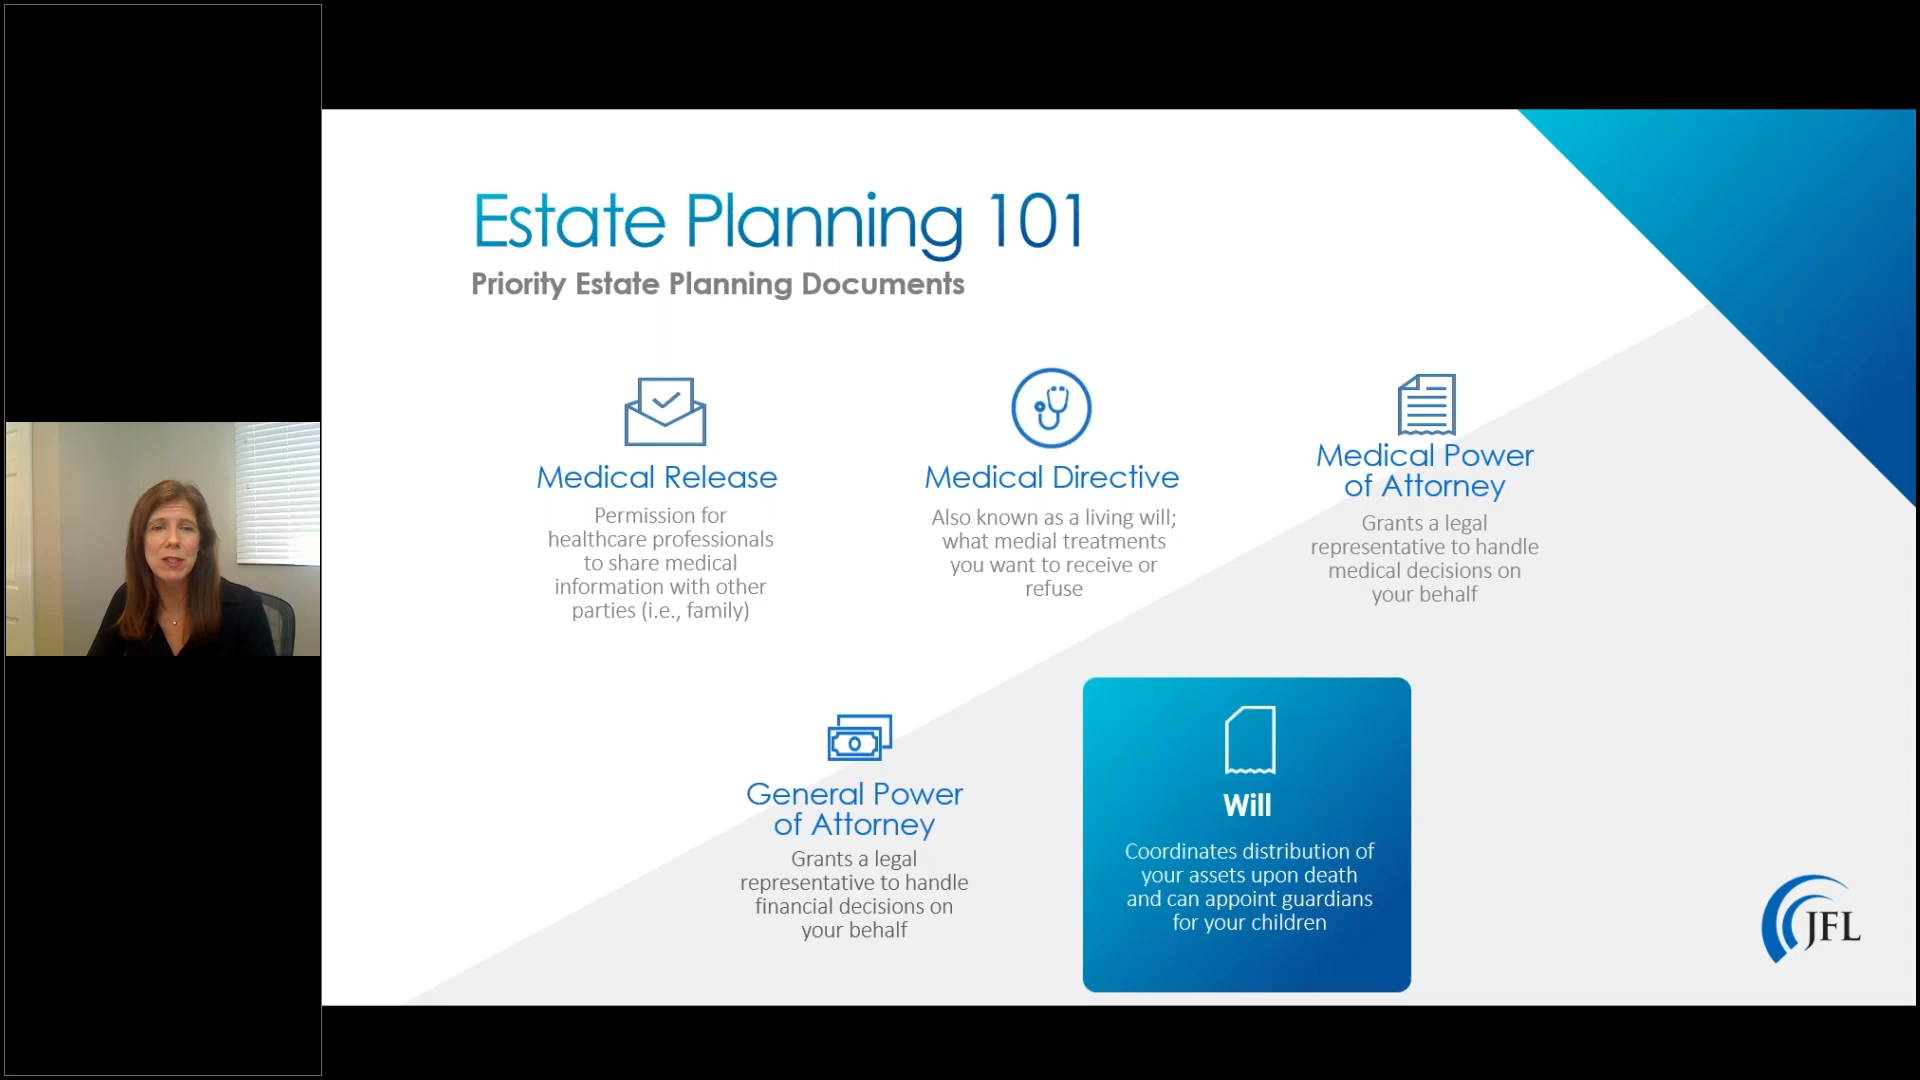 Estate Planning 101
Priority Estate Planning Documents
Medical Release
Permission for
healthcare professionals
to share medical
information with other
parties (i.e., family)
Medical Directive
Also known as a living will;
what medial treatments
you want to receive or
refuse
Medical Power
of Attorney
Grants a legal
representative to handle
medical decisions on
your behalf
General Power
of Attorney
Grants a legal
representative to handle
financial decisions on
your behalf
Will
Coordinates distribution of
your assets upon death
and can appoint guardians
for your children
JFL